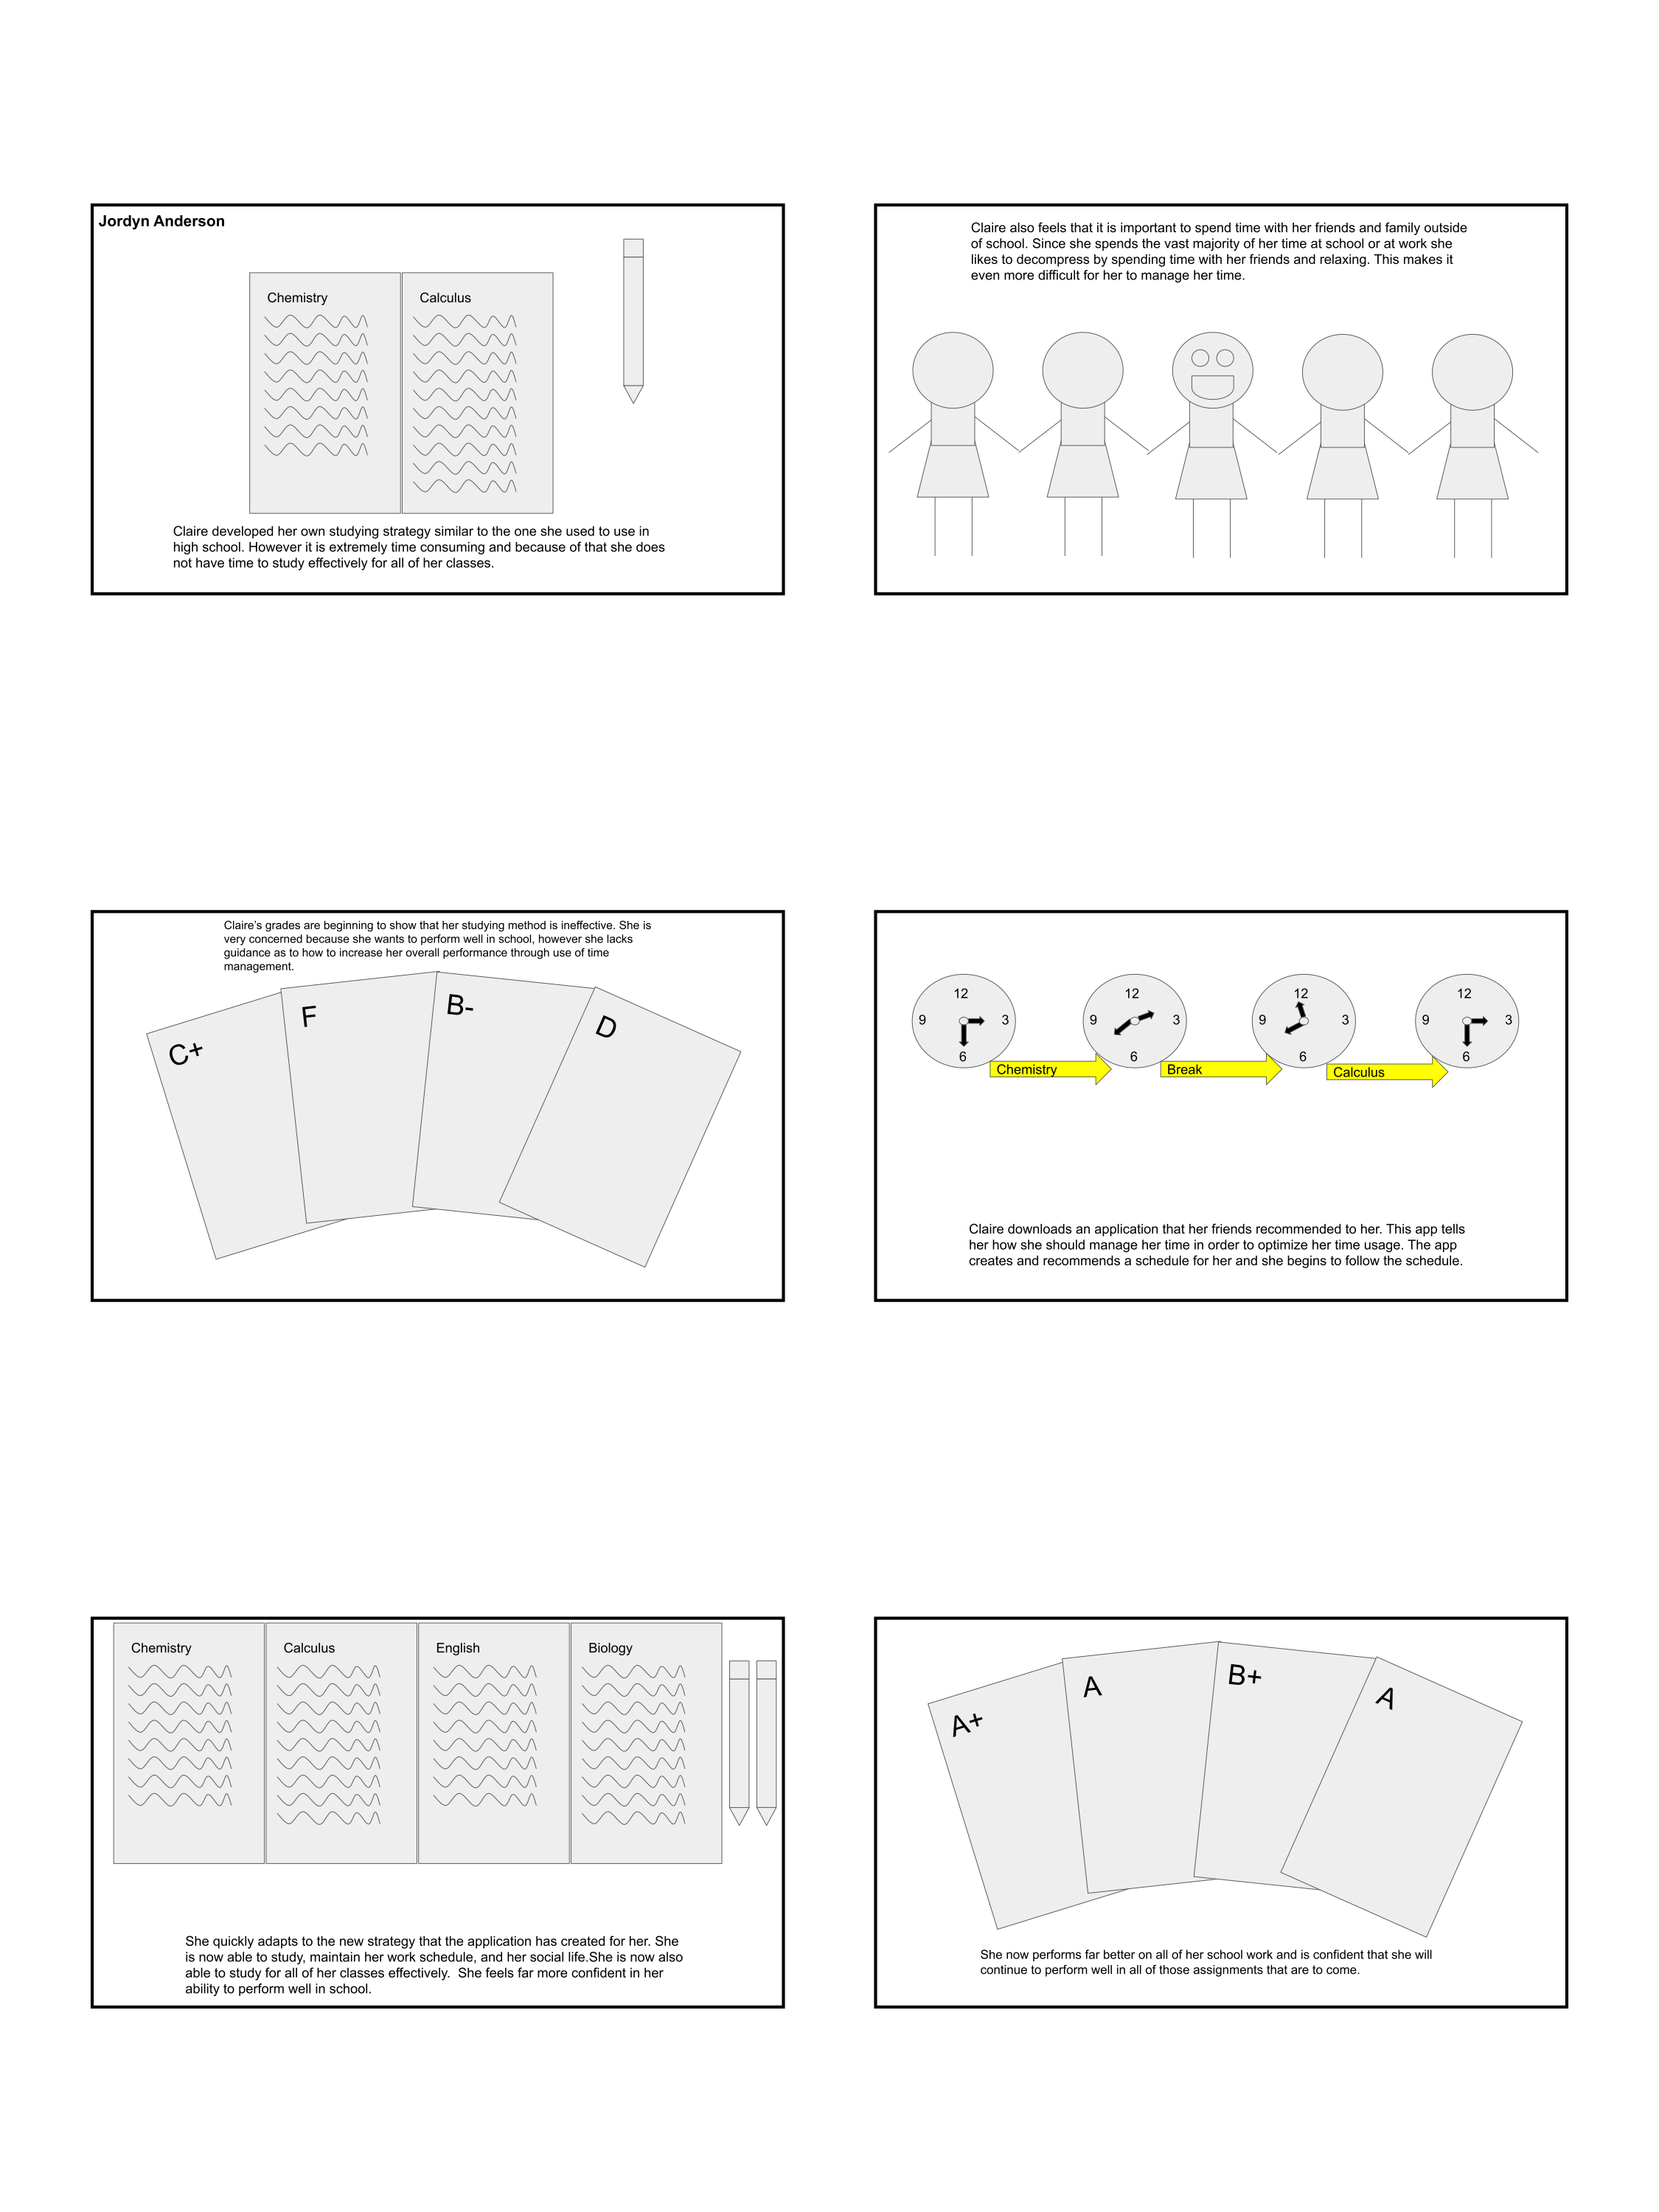 Jordyn Anderson
Chemistry
Calculus
Claire developed her own studying strategy similar to the one she used to use in
high school. However it is extremely time consuming and because of that she does
not have time to study effectively for all of her classes.
Claire also feels that it is important to spend time with her friends and family outside
of school. Since she spends the vast majority of her time at school or at work she
likes to decompress by spending time with her friends and relaxing. This makes it
even more difficult for her to manage her time.
Claire's grades are beginning to show that her studying method is ineffective. She is
very concerned because she wants to perform well in school, however she lacks
guidance as to how to increase her overall performance through use of time
management.
C+
F
B-
D
12
9
3
6
12
9
3
6
12
9
3
6
12
9
3
6
Chemistry
Break
Calculus
Claire downloads an application that her friends recommended to her. This app tells
her how she should manage her time in order to optimize her time usage. The app
creates and recommends a schedule for her and she begins to follow the schedule.
Chemistry
Calculus
English
Biology
She quickly adapts to the new strategy that the application has created for her. She
is now able to study, maintain her work schedule, and her social life.She is now also
able to study for all of her classes effectively.  She feels far more confident in her
ability to perform well in school.
A+
A
B+
A
She now performs far better on all of her school work and is confident that she will
continue to perform well in all of those assignments that are to come.